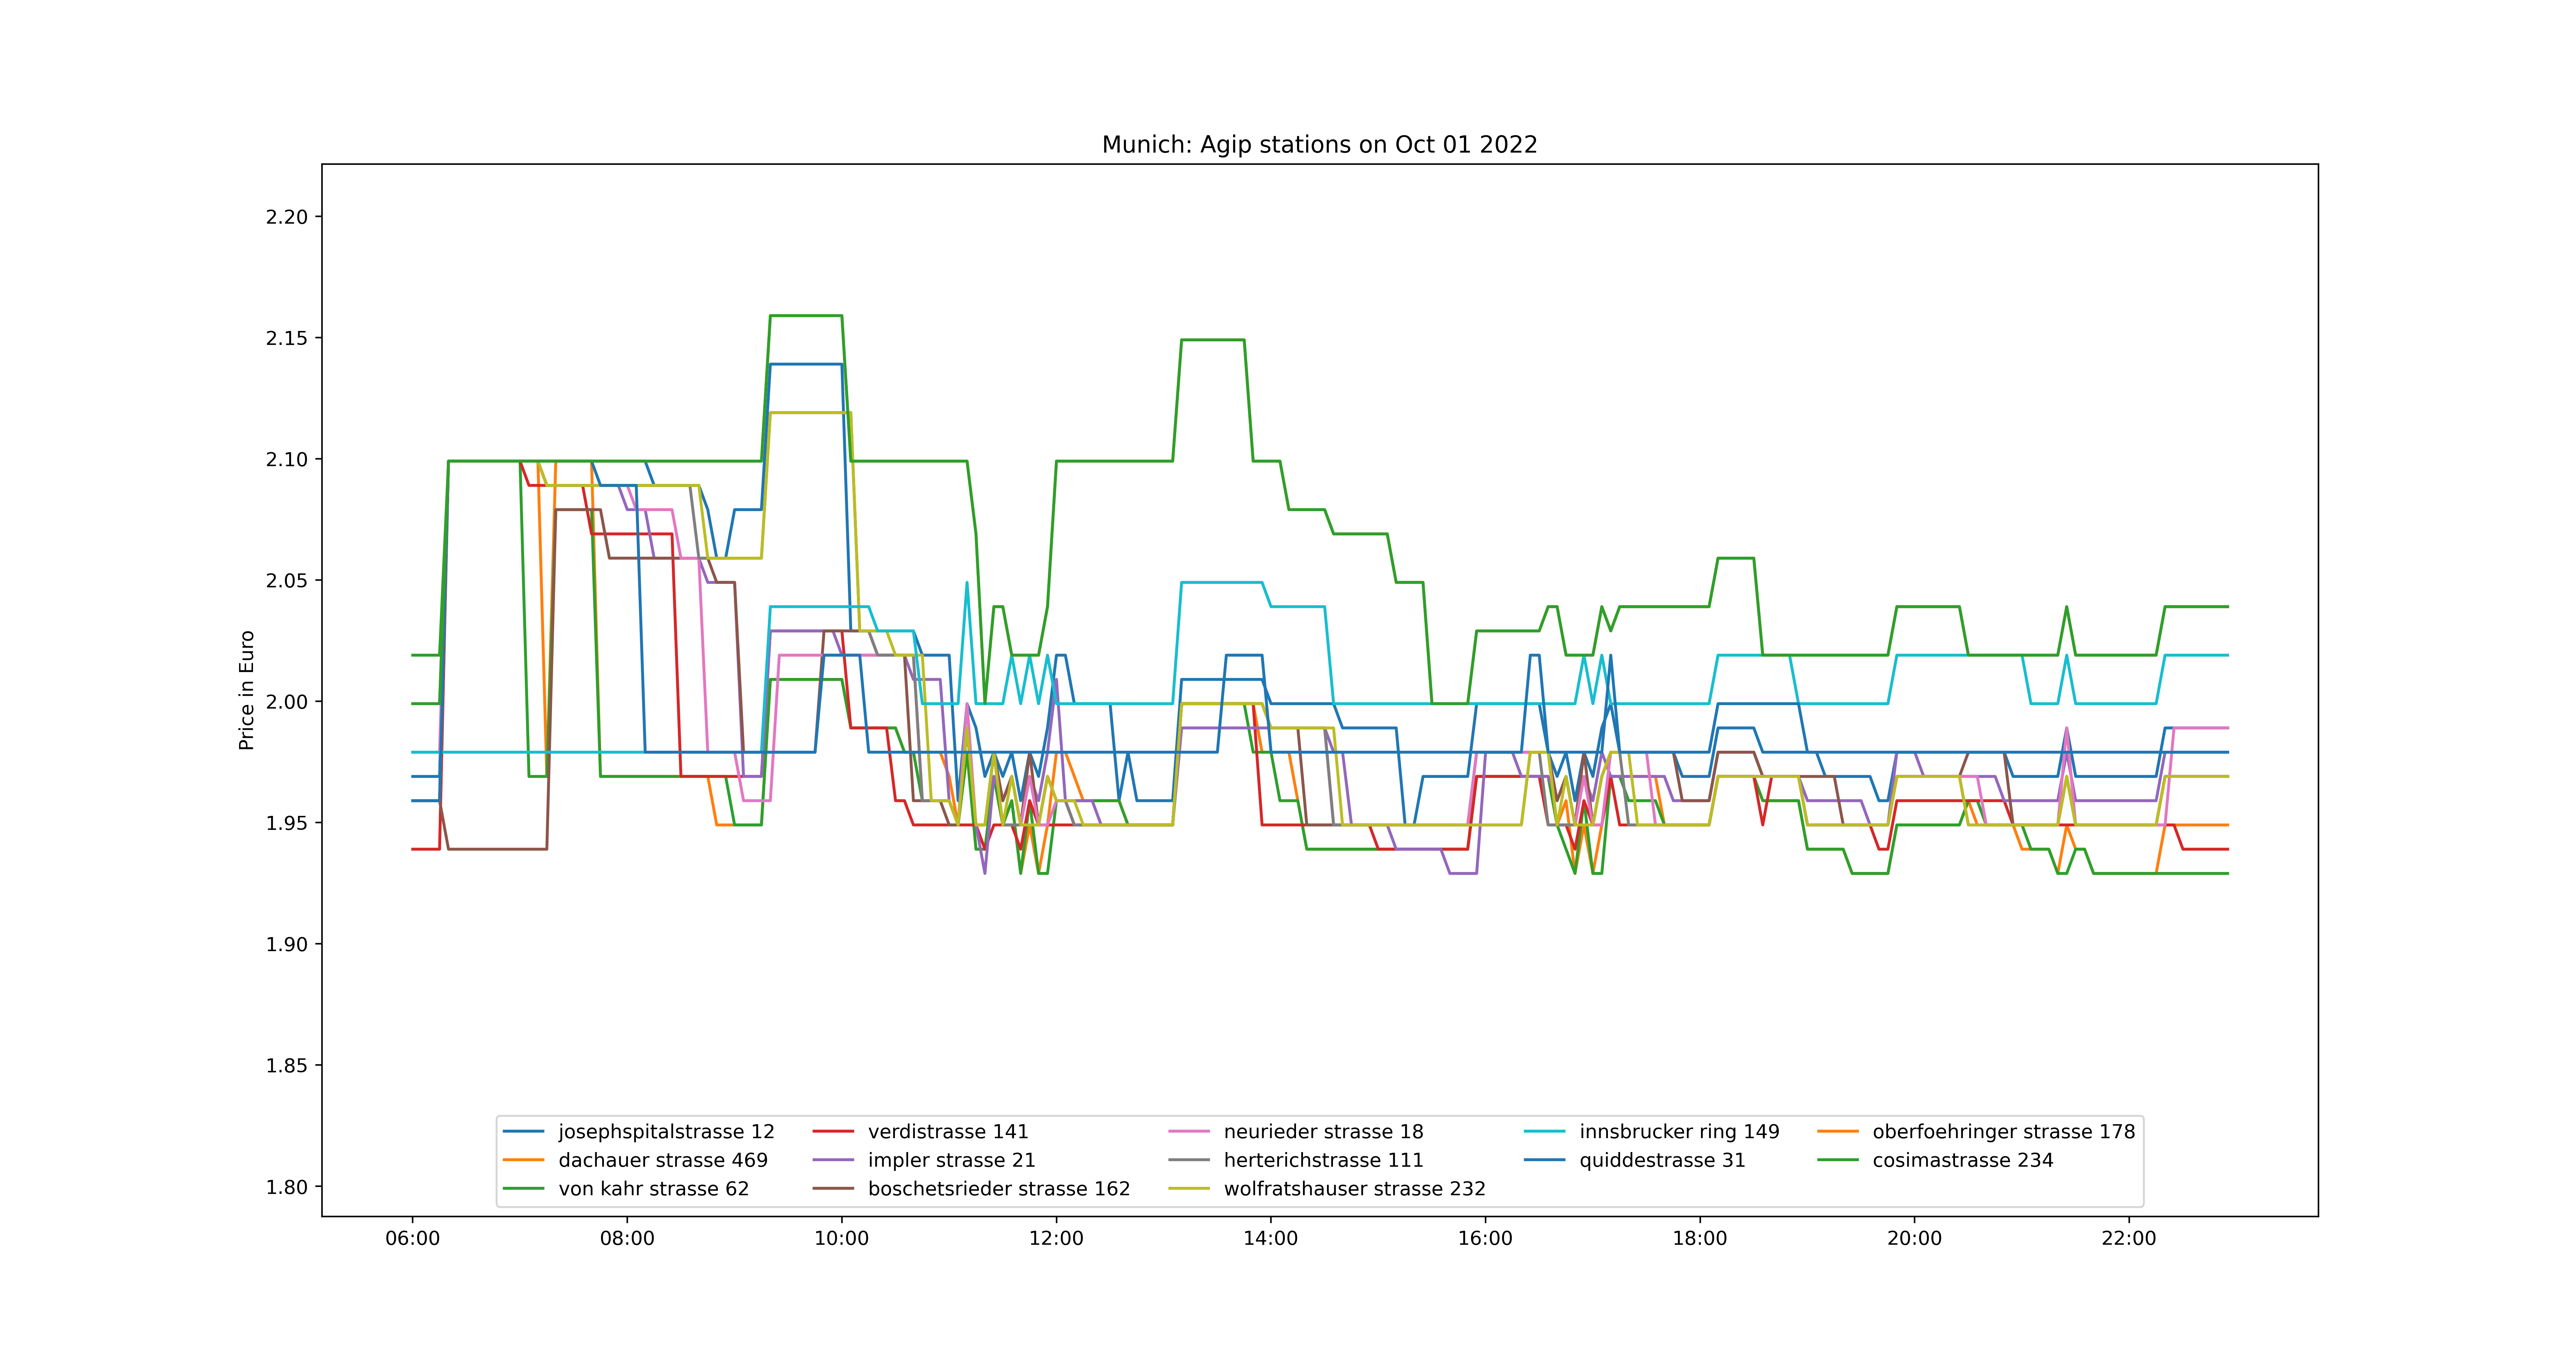 Munich: Agip stations on Oct 01 2022
2.20
2.15
2.10
2.05
2.00
1.95
1.90
1.85
1.80
Price in Euro
06:00 08:00 10:00 12:00 14:00 16:00 18:00 20:00 22:00
josephspitalstrasse 12
dachauer strasse 469
von kahr strasse 62
verdistrasse 141
impler strasse 21
boschetsrieder strasse 162
neurieder strasse 18
herterichstrasse 111
wolfratshauser strasse 232
innsbrucker ring 149
quiddestrasse 31
oberfoehringer strasse 178
cosimastrasse 234